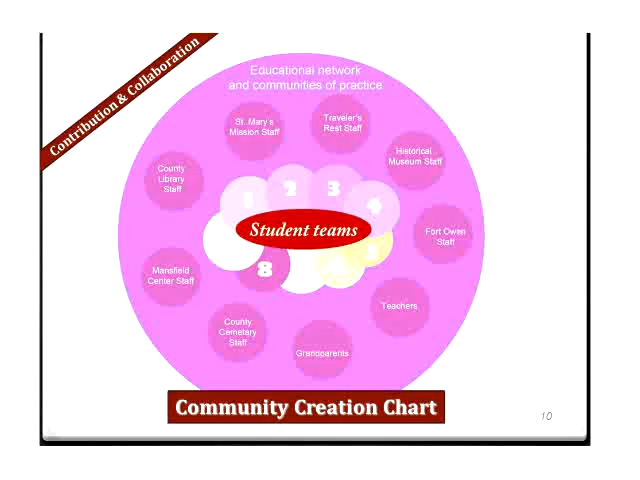 Contribution & Collaboration
Educational network
and communities of practice
St. Mary's
Mission Staff
Traveler's
Rest Staff
Historical
Museum Staff
County
Library
Staff
1
2
3
4
Student teams
Fort Owen
Staff
5
8
Mansfield
Center Staff
Teachers
County
Cemetary
Staff
Grandparents
Community Creation Chart
10